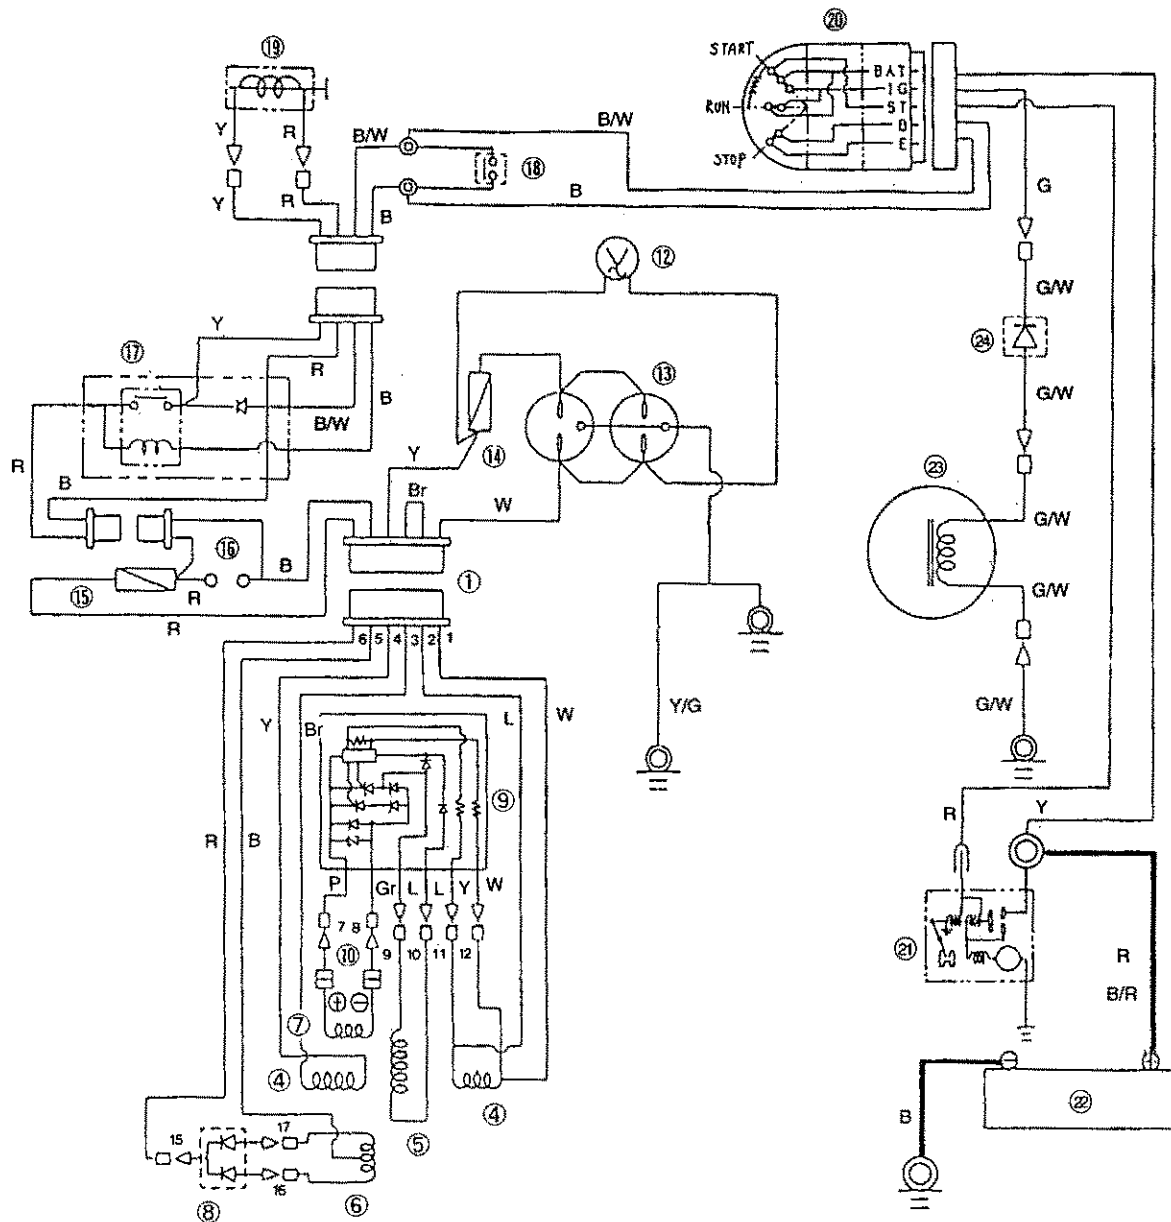 ⑲
⑳
START
BAT
IG
RUN
ST
B
E
STOP
Y
R
B/W
B/W
⑱
B
G
Y
R
B
⑫
G/W
㉔
Y
⑰
R
B
⑬
G/W
B/W
R
B
Y
⑭
Br
W
㉓
G/W
⑯
B
①
⑮
R
R
G/W
6 5 4 3 2 1
Y
Br
L
W
Y/G
G/W
⑨
R
B
R
Y
P
Gr
L
L
Y
W
7
8
⑩
9
10
11
12
㉑
R
B/R
+
−
⑦
④
④
⑤
B
㉒
15
17
16
⑧
⑥